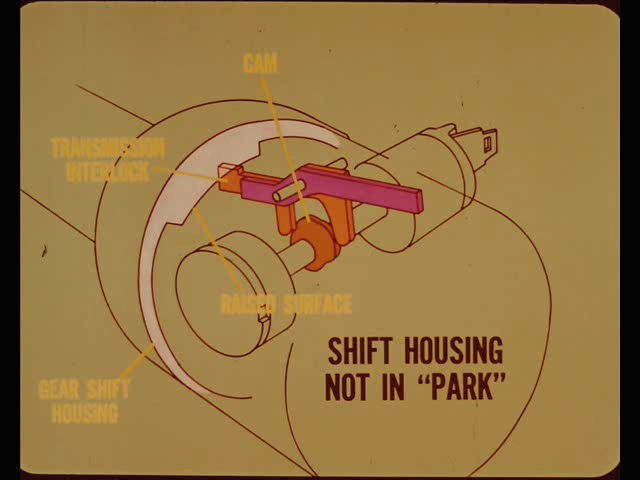 CAM
TRANSMISSION
INTERLOCK
RAISED SURFACE
SHIFT HOUSING
NOT IN “PARK”
GEAR SHIFT
HOUSING